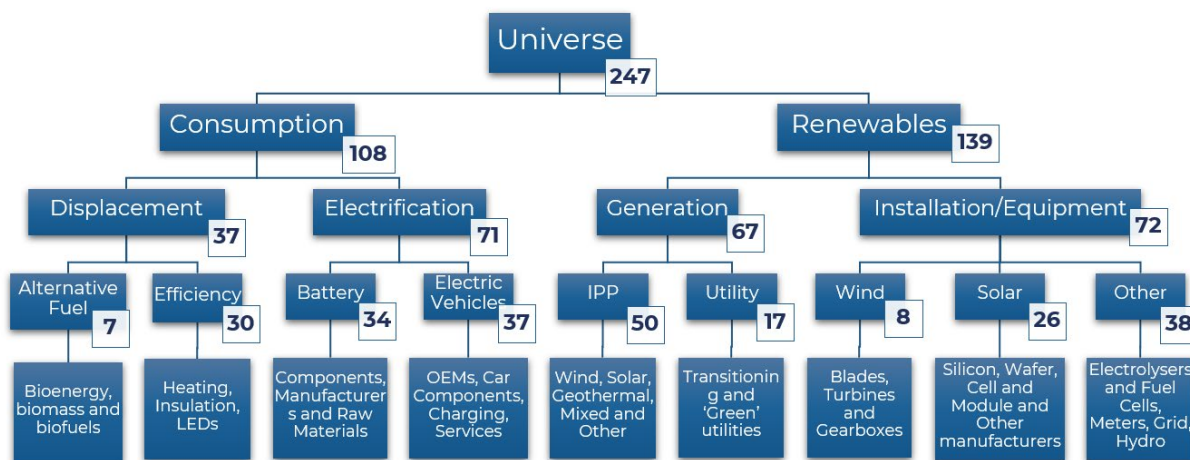 Universe
247
Consumption
108
Renewables
139
Displacement
37
Electrification
71
Generation
67
Installation/Equipment
72
Alternative
Fuel
7
Efficiency
30
Battery
34
Electric
Vehicles
37
IPP
50
Utility
17
Wind
8
Solar
26
Other
38
Bioenergy,
biomass and
biofuels
Heating,
Insulation,
LEDs
Components,
Manufacturer
s and Raw
Materials
OEMs, Car
Components,
Charging,
Services
Wind, Solar,
Geothermal,
Mixed and
Other
Transitionin
g and ‘Green’
utilities
Blades,
Turbines
and
Gearboxes
Silicon, Wafer,
Cell and
Module and
Other
manufacturers
Electrolysers
and Fuel
Cells,
Meters, Grid,
Hydro